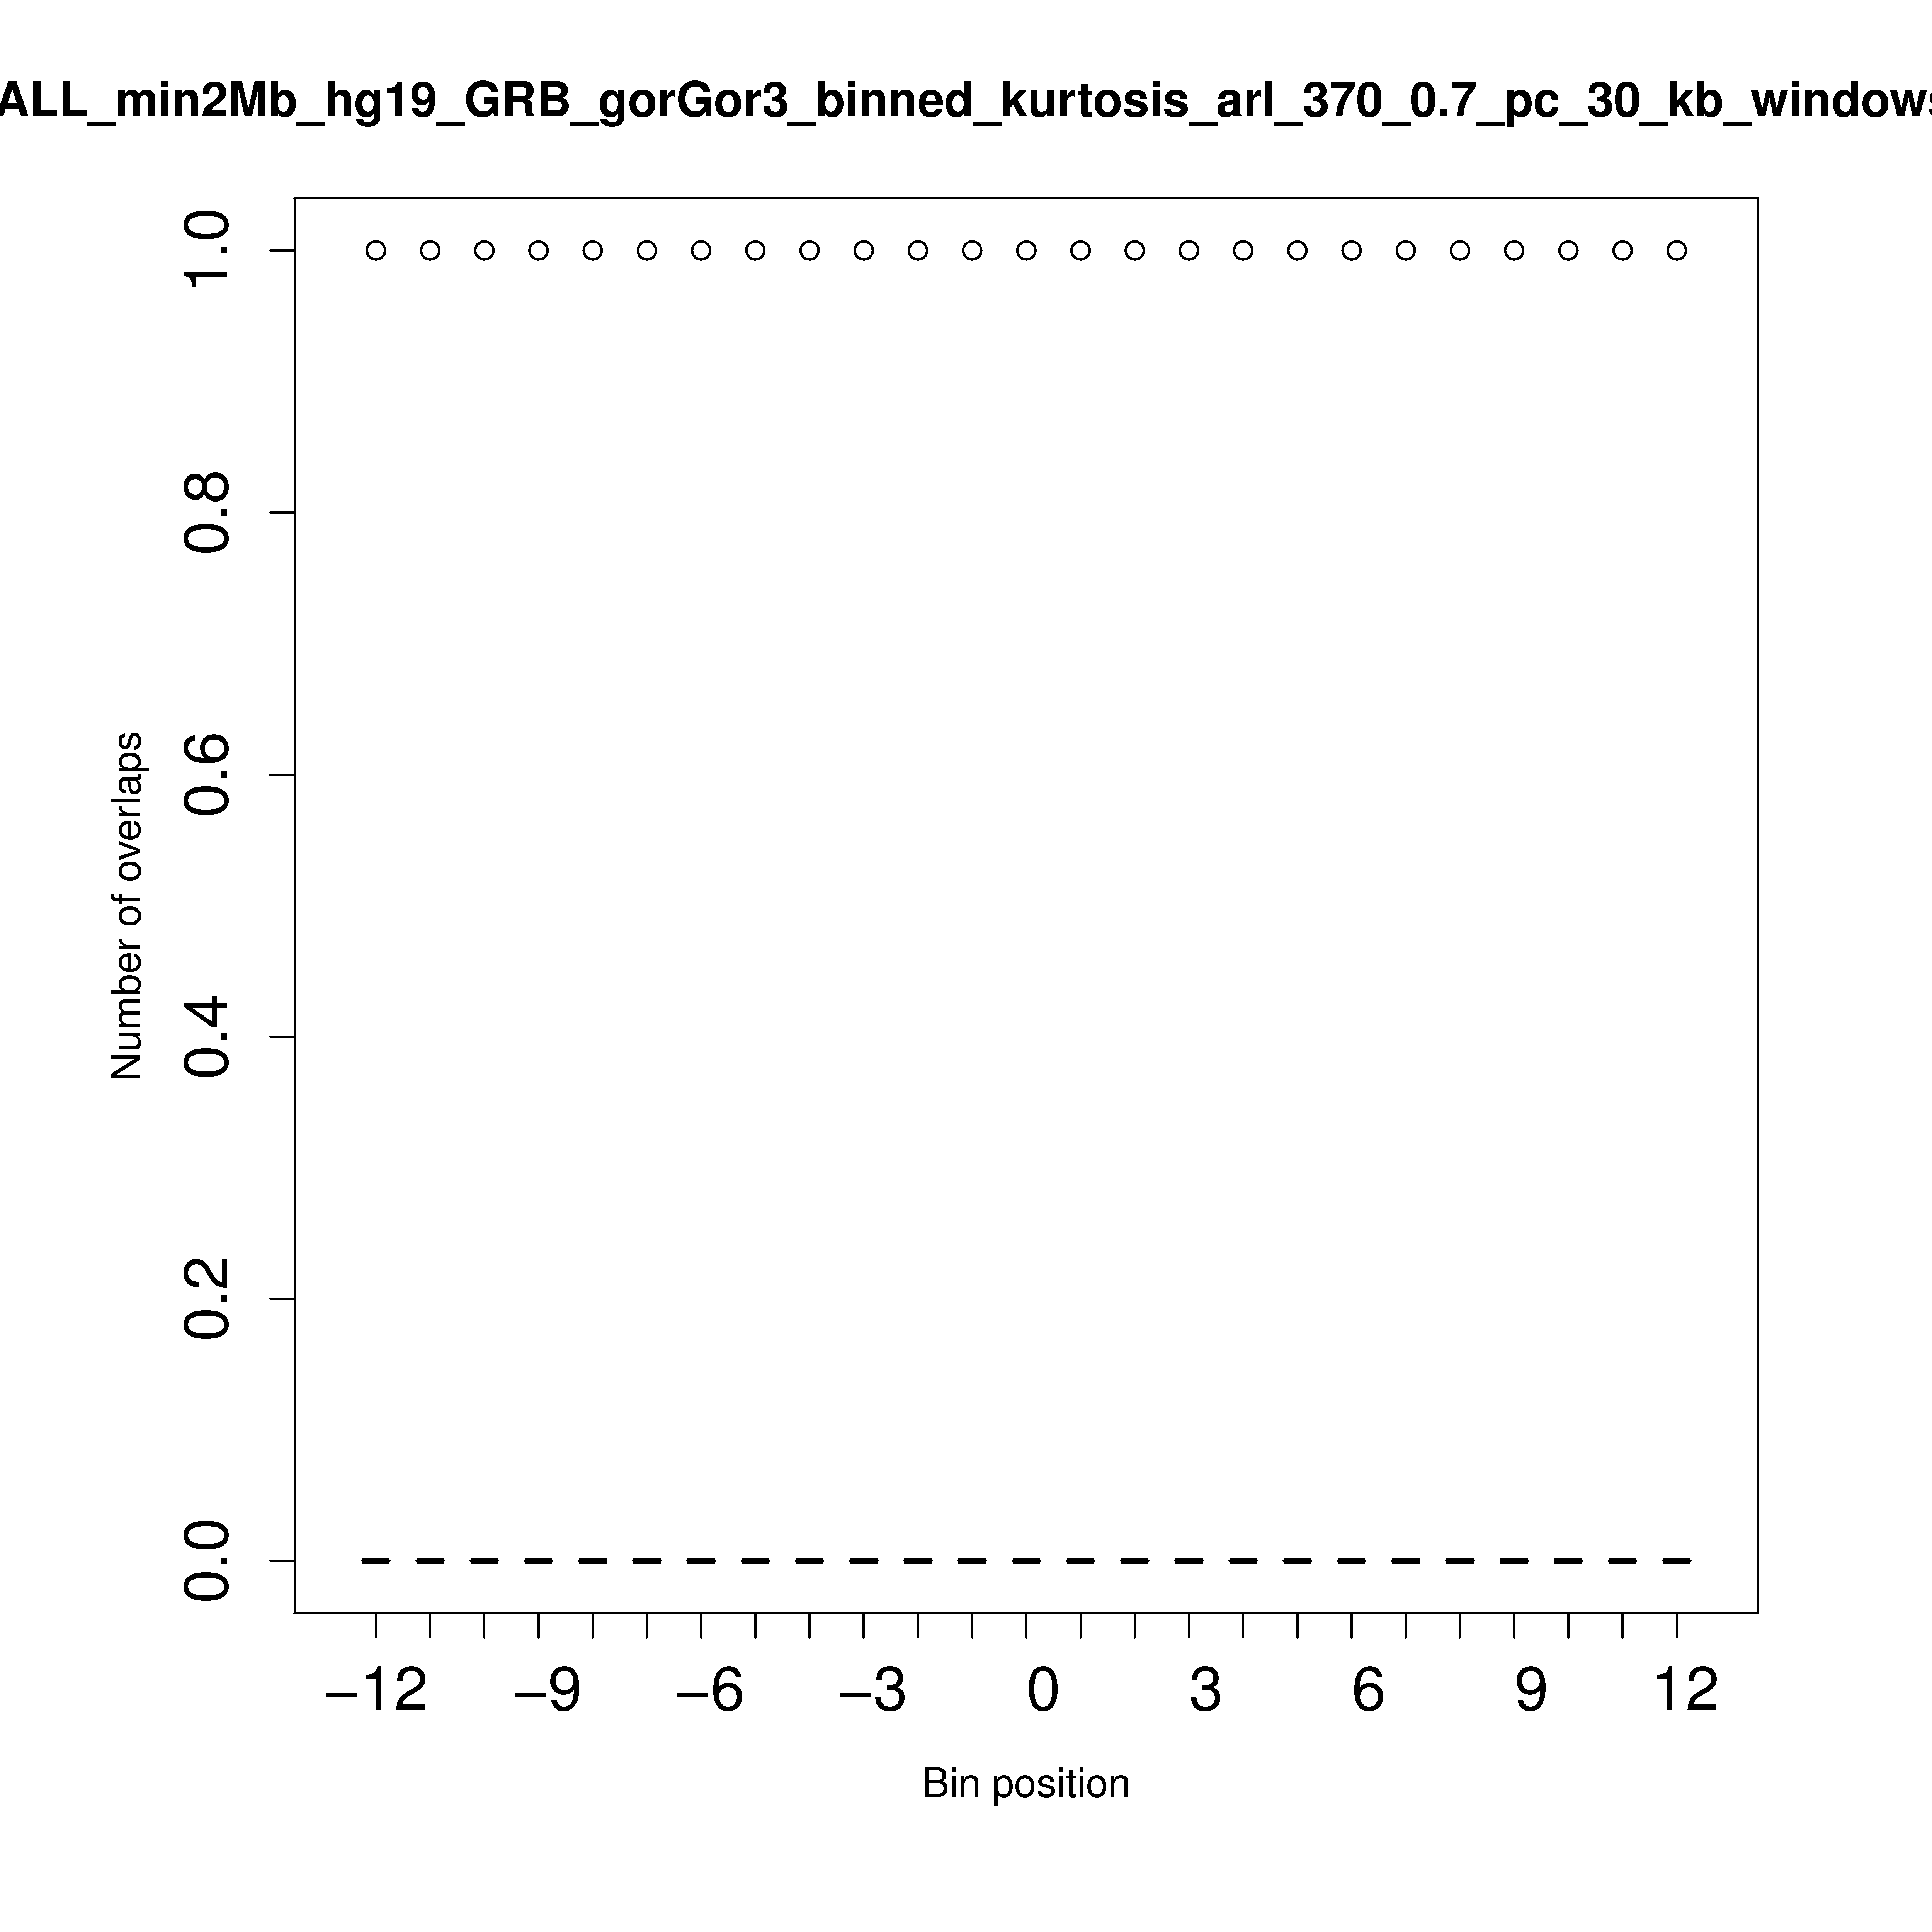 ALL_min2Mb_hg19_GRB_gorGor3_binned_kurtosis_arl_370_0.7_pc_30_kb_windows
1.0
0.8
0.6
0.4
0.2
0.0
Number of overlaps
−12 −9 −6 −3 0 3 6 9 12
Bin position